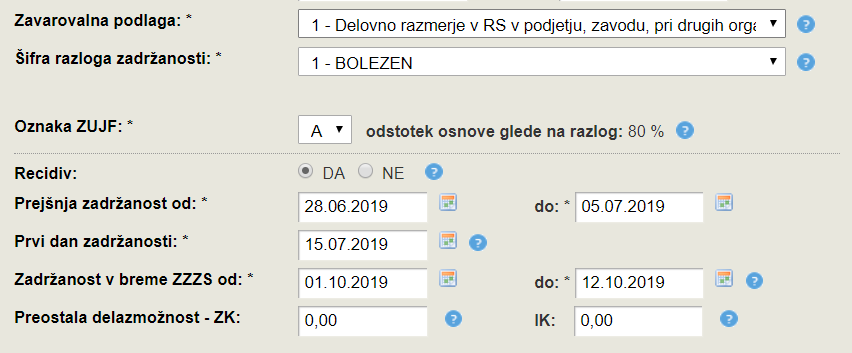 Zavarovalna podlaga: * 1 - Delovno razmerje v RS v podjetju, zavodu, pri drugih orga
Šifra razloga zadržanosti: * 1 - BOLEZEN
Oznaka ZUJF: * A odstotek osnove glede na razlog: 80 %
Recidiv: DA NE
Prejšnja zadržanost od: * 28.06.2019 do: * 05.07.2019
Prvi dan zadržanosti: * 15.07.2019
Zadržanost v breme ZZZS od: * 01.10.2019 do: * 12.10.2019
Preostala delazmožnost - ZK: 0,00 IK: 0,00